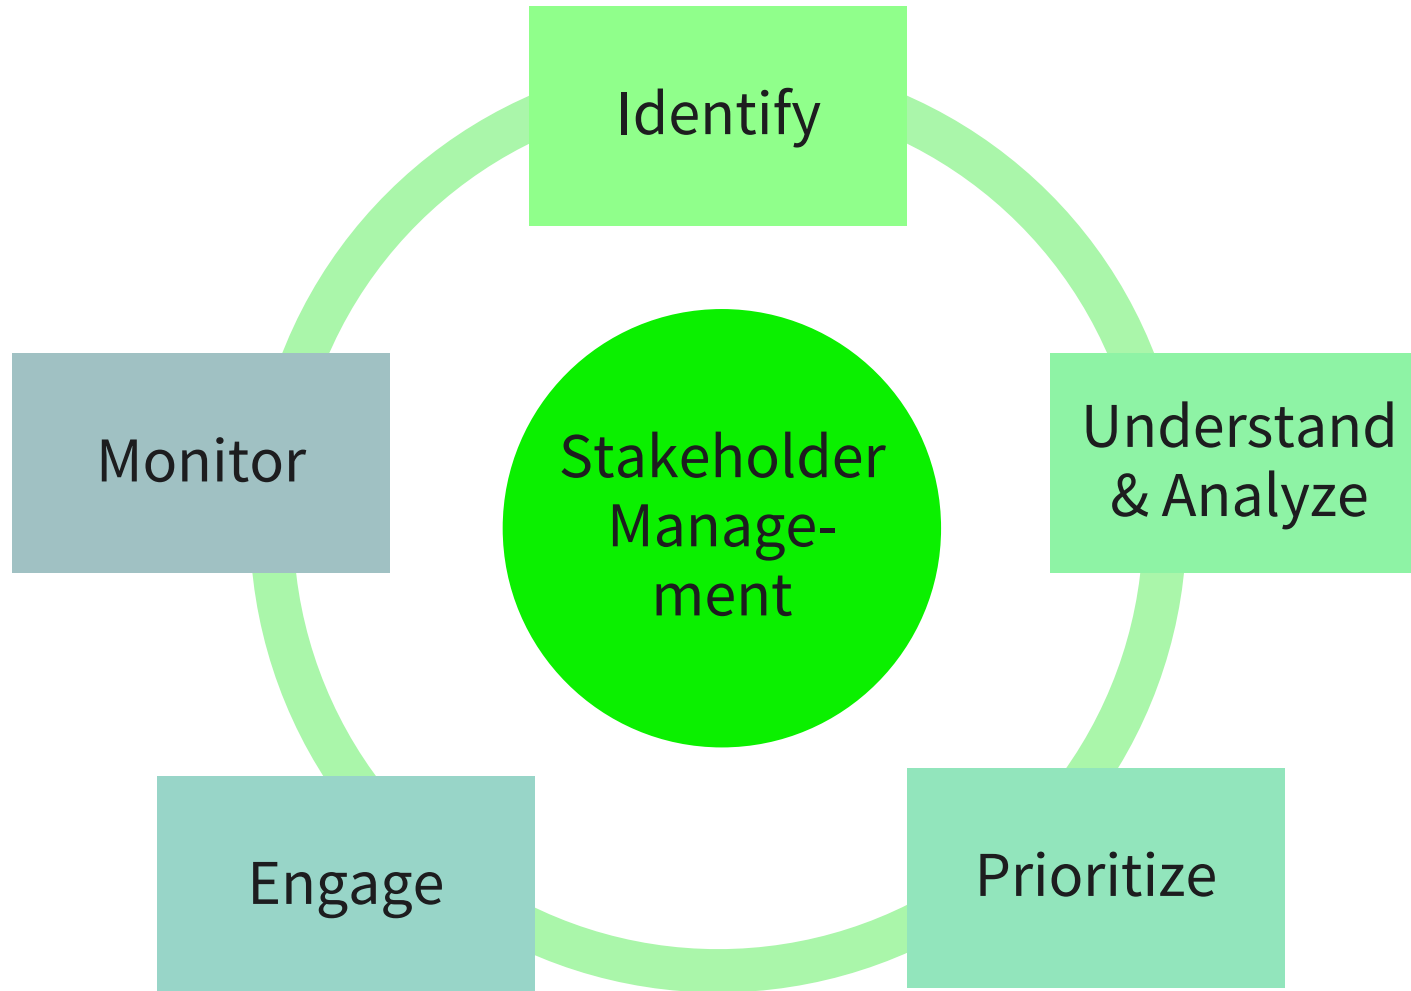 Identify
Understand
& Analyze
Prioritize
Engage
Monitor
Stakeholder
Manage-
ment